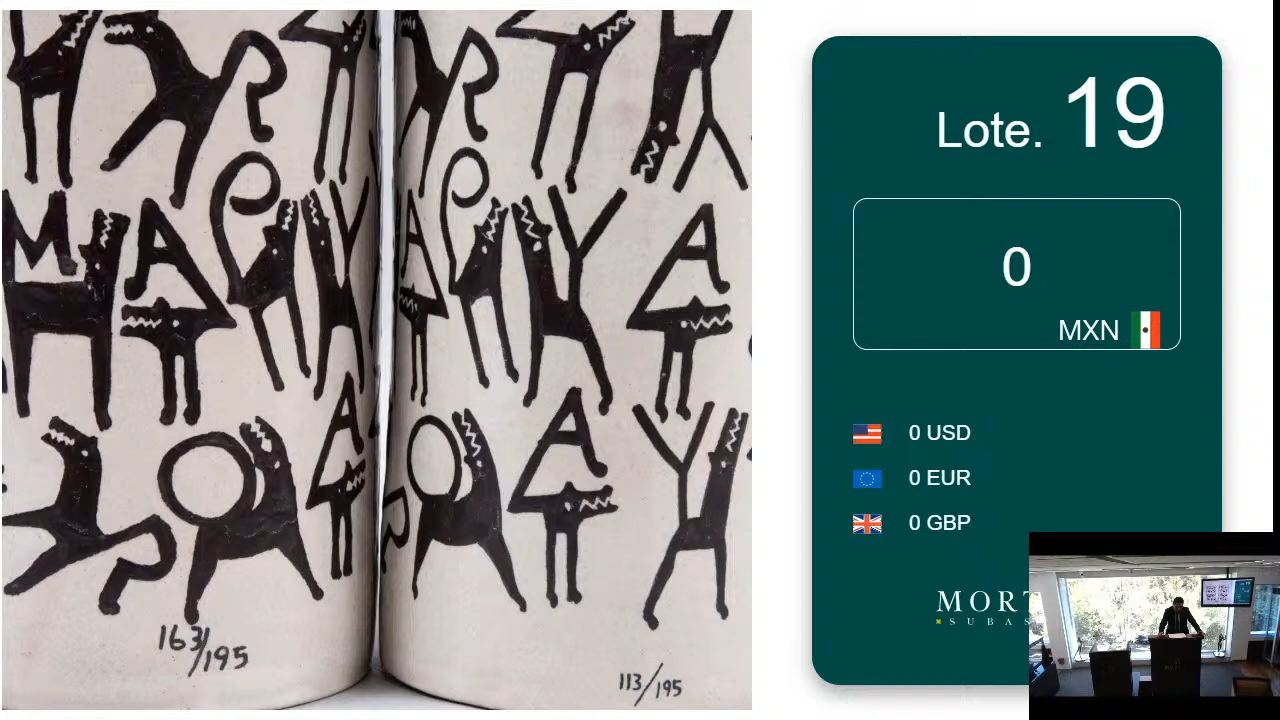 163/195
113/195
Lote. 19
0
MXN
0 USD
0 EUR
0 GBP